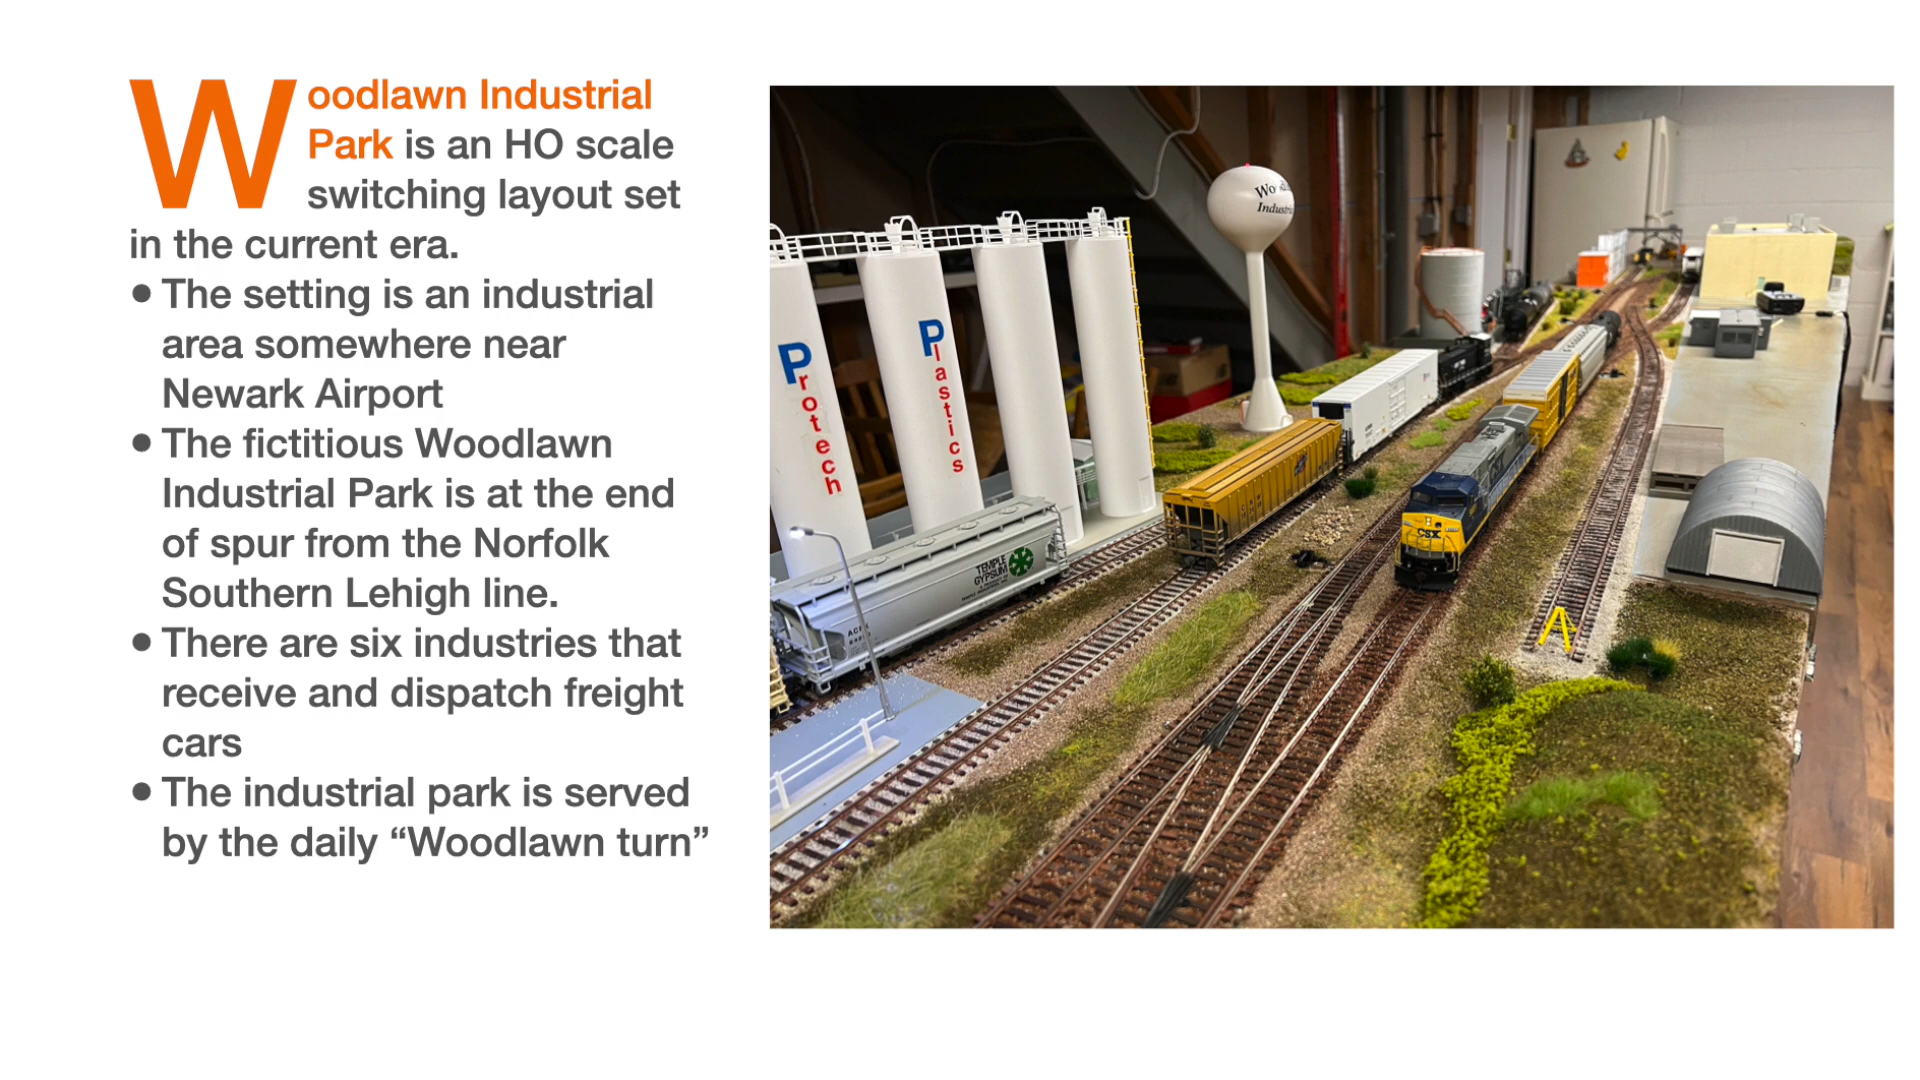 Woodlawn Industrial
Park is an HO scale
switching layout set
in the current era.
● The setting is an industrial
area somewhere near
Newark Airport
● The fictitious Woodlawn
Industrial Park is at the end
of spur from the Norfolk
Southern Lehigh line.
● There are six industries that
receive and dispatch freight
cars
● The industrial park is served
by the daily “Woodlawn turn”
Protech
Plastics
TEMPLE
GYPSUM
CSX
CSX